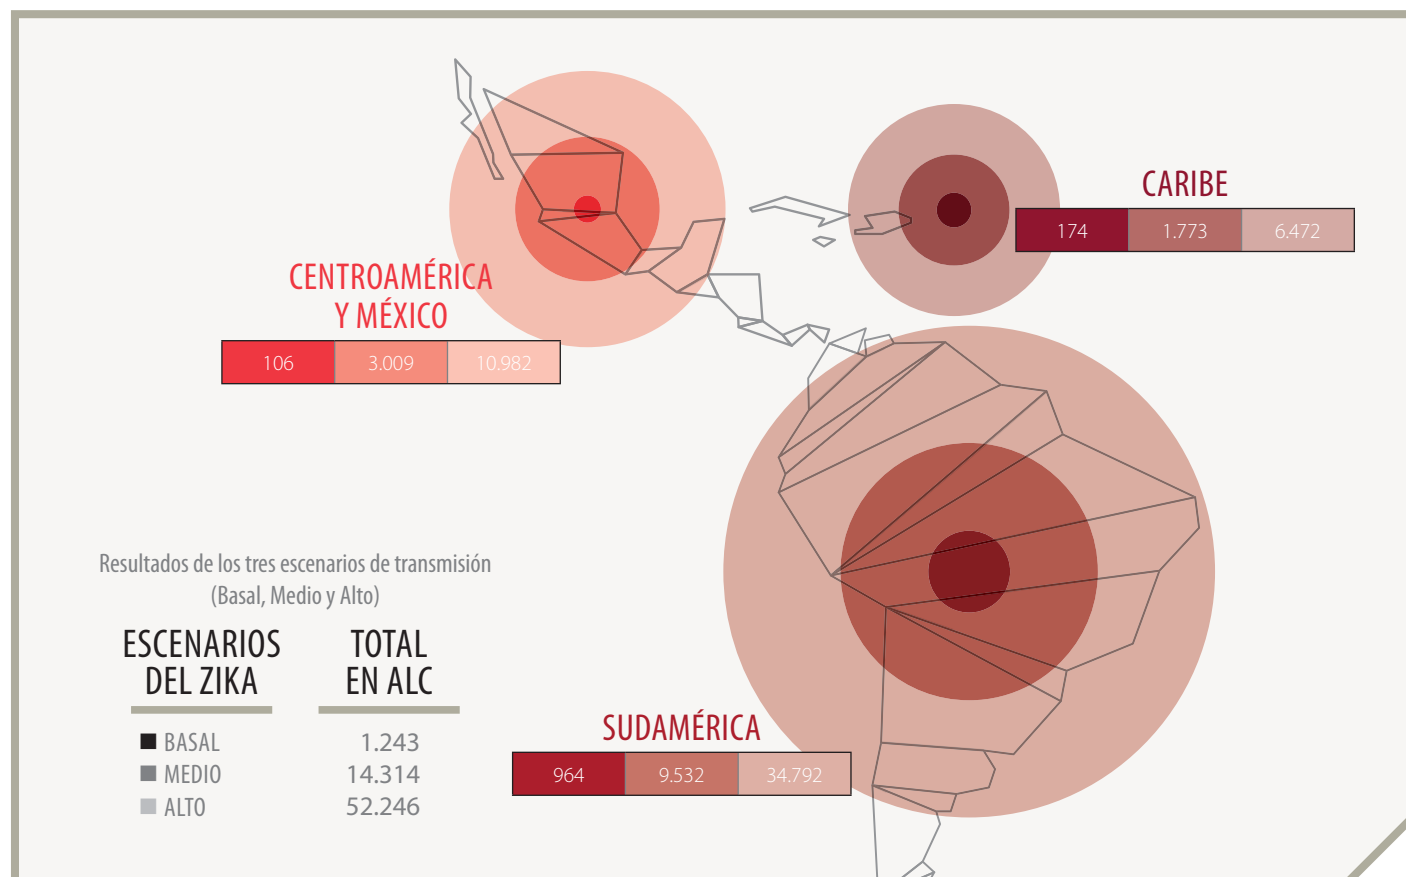 CARIBE
174 1.773 6.472
CENTROAMÉRICA
Y MÉXICO
106 3.009 10.982
Resultados de los tres escenarios de transmisión
(Basal, Medio y Alto)
ESCENARIOS
DEL ZIKA
TOTAL
EN ALC
BASAL 1.243
MEDIO 14.314
ALTO 52.246
SUDAMÉRICA
964 9.532 34.792